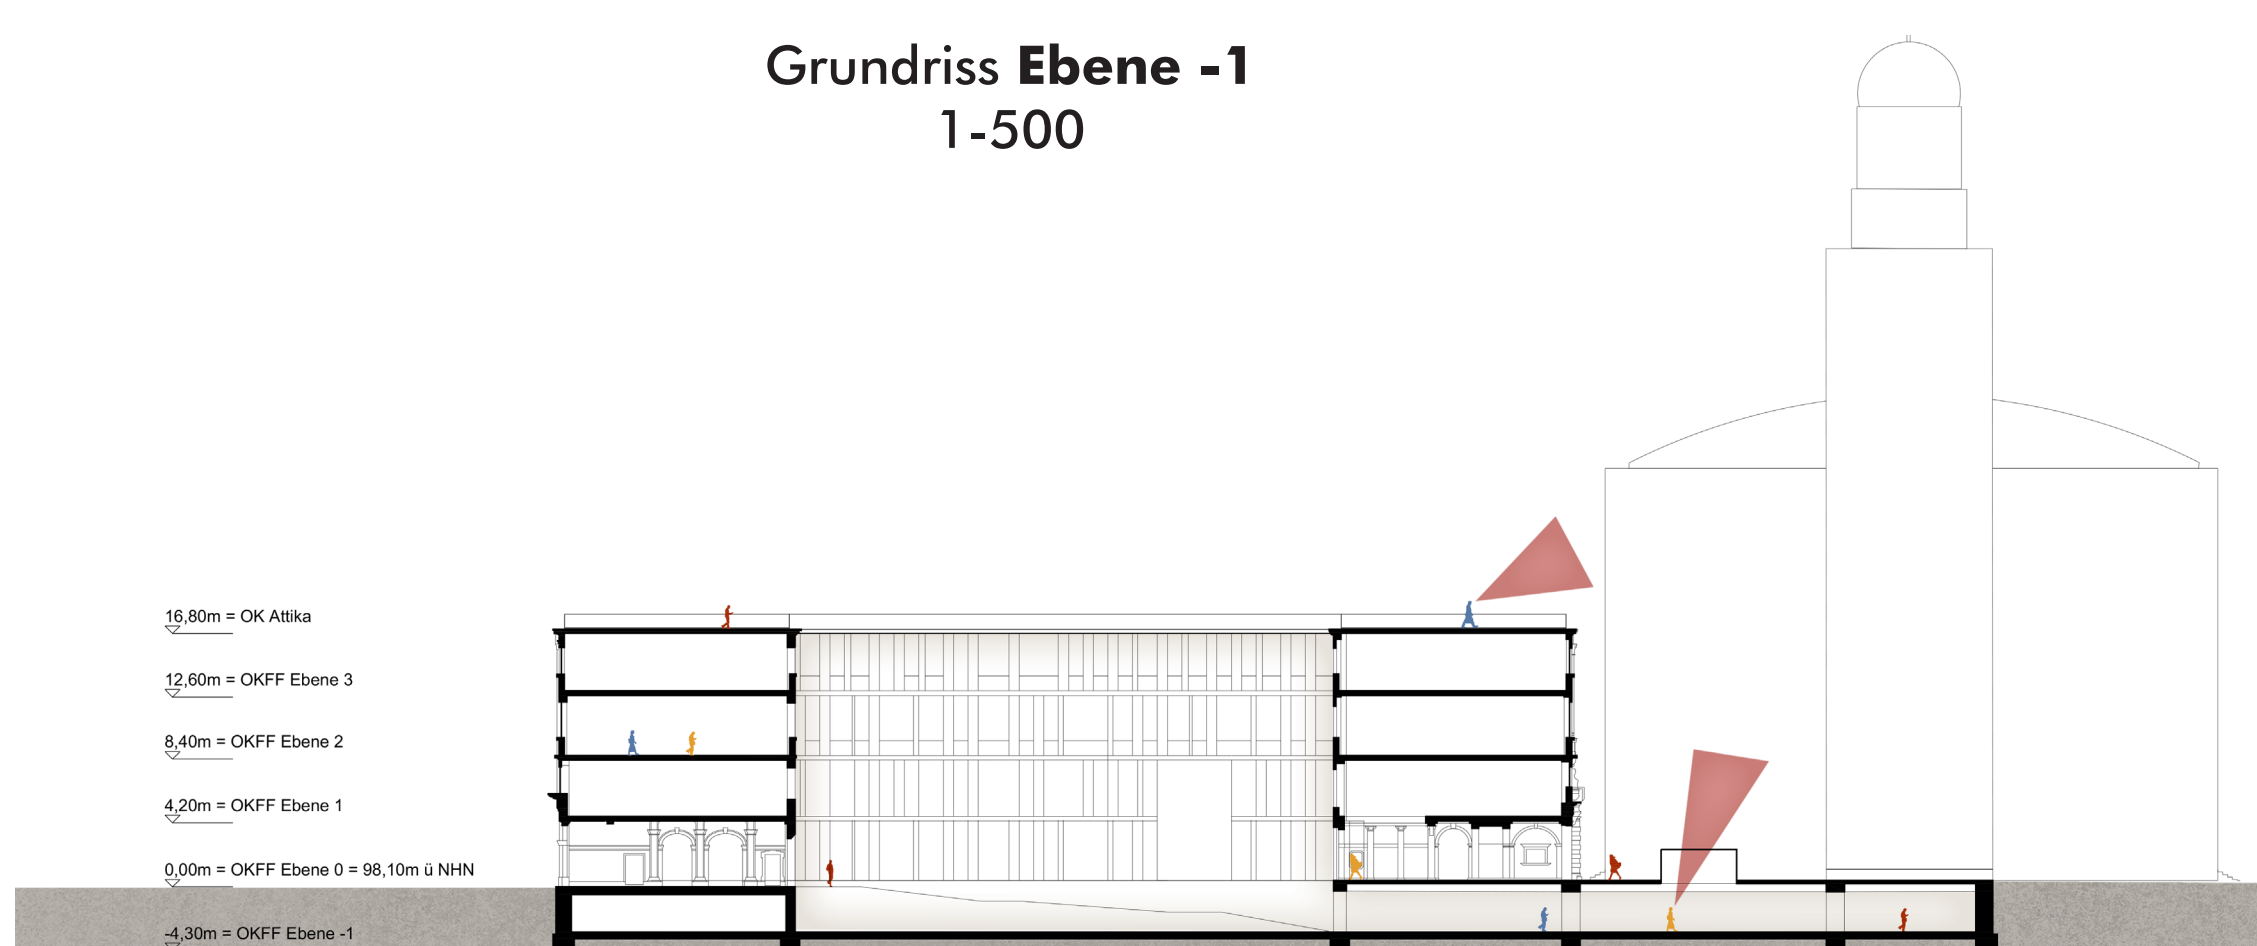 Grundriss Ebene -1
1-500
16,80m = OK Attika
12,60m = OKFF Ebene 3
8,40m = OKFF Ebene 2
4,20m = OKFF Ebene 1
0,00m = OKFF Ebene 0 = 98,10m ü NHN
-4,30m = OKFF Ebene -1